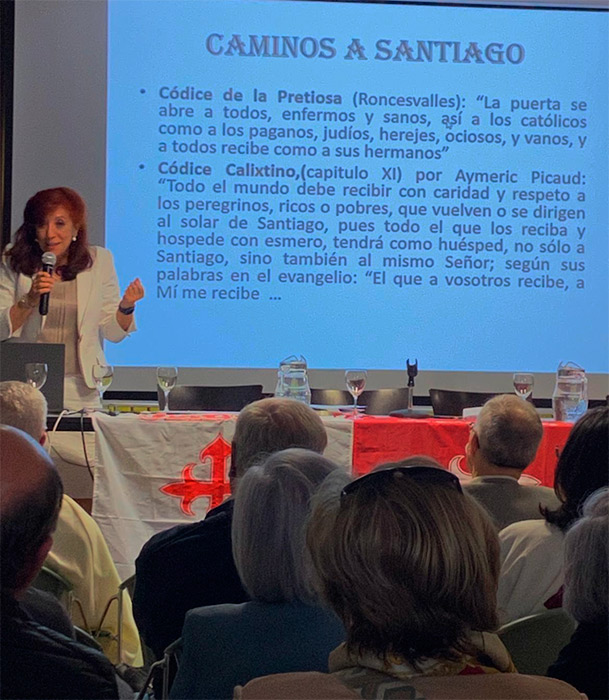 CAMINOS A SANTIAGO
• Códice de la Pretiosa (Roncesvalles): “La puerta se
abre a todos, enfermos y sanos, así a los católicos
como a los paganos, judíos, herejes, ociosos, y vanos, y
a todos recibe como a sus hermanos”
• Códice Calixtino,(capitulo XI) por Aymeric Picaud:
“Todo el mundo debe recibir con caridad y respeto a
los peregrinos, ricos o pobres, que vuelven o se dirigen
al solar de Santiago, pues todo el que los reciba y
hospede con esmero, tendrá como huésped, no sólo a
Santiago, sino también al mismo Señor; según sus
palabras en el evangelio: “El que a vosotros recibe, a
Mí me recibe ...